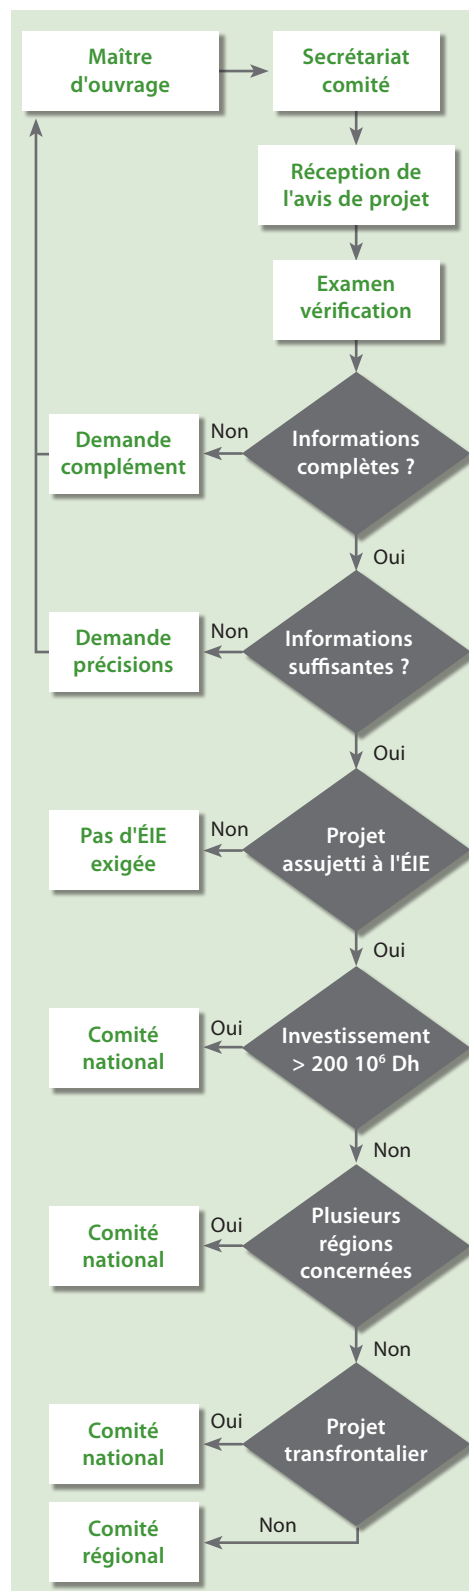 Maître
d'ouvrage
Secrétariat
comité
Réception de
l'avis de projet
Examen
vérification
Informations
complètes ?
Non
Demande
complément
Oui
Informations
suffisantes ?
Non
Demande
précisions
Oui
Projet
assujetti à l'ÉIE
Non
Pas d'ÉIE
exigée
Oui
Investissement
> 200 10⁶ Dh
Oui
Comité
national
Non
Plusieurs
régions
concernées
Oui
Comité
national
Non
Projet
transfrontalier
Oui
Comité
national
Non
Comité
régional